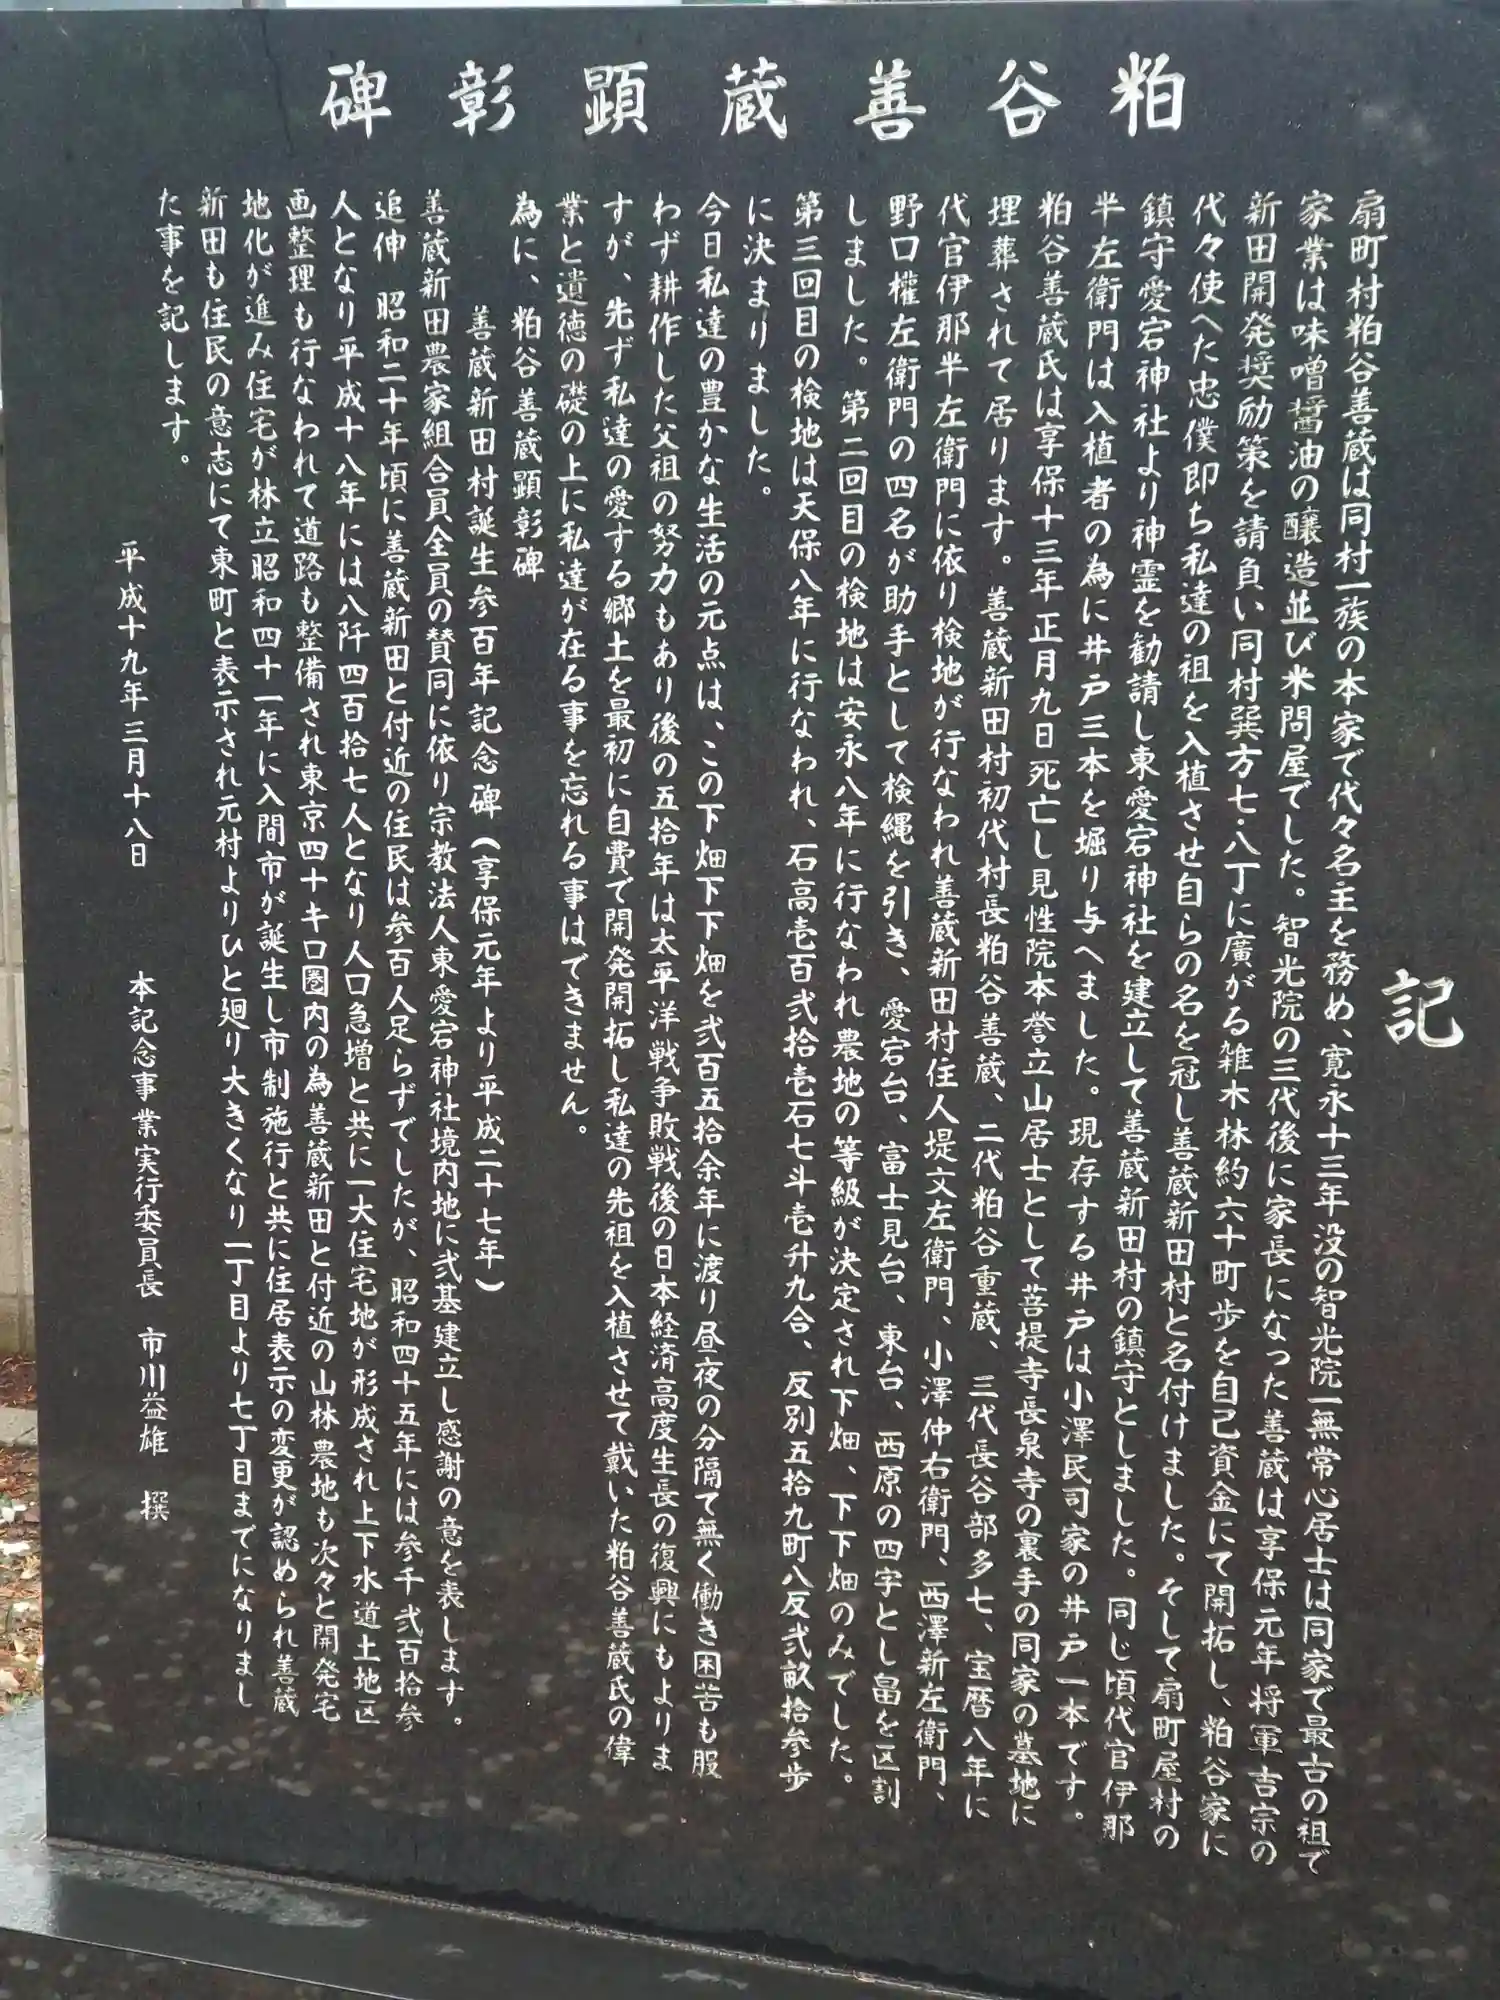 粕谷善蔵顕彰碑
記
扇町村粕谷善蔵は同村一族の本家で代々名主を務め、寛永十三年没の智光院一無常心居士は同家で最古の祖で
家業は味噌醤油の醸造並び米問屋でした。智光院の三代後に家長になった善蔵は享保元年将軍吉宗の
新田開発奨励策を請負い同村巽方七・八丁に廣がる雑木林約六十町歩を自己資金にて開拓し、粕谷家に
代々使へた忠僕即ち私達の祖を入植させ自らの名を冠し善蔵新田村と名付けました。そして扇町屋村の
鎮守愛宕神社より神霊を勧請し東愛宕神社を建立して善蔵新田村の鎮守としました。同じ頃代官伊那
半左衛門は入植者の為に井戸三本を堀り与へました。現存する井戸は小澤民司家の井戸一本です。
粕谷善蔵氏は享保十三年正月九日死亡し見性院本誉立山居士として菩提寺長泉寺の裏手の同家の墓地に
埋葬されて居ります。善蔵新田村初代村長粕谷善蔵、二代粕谷重蔵、三代長谷部多七、宝暦八年に
代官伊那半左衛門に依り検地が行なわれ善蔵新田村住人堤文左衛門、小澤仲右衛門、西澤新左衛門、
野口權左衛門の四名が助手として検縄を引き、愛宕台、富士見台、東台、西原の四字とし畠を区割
しました。第二回目の検地は安永八年に行なわれ農地の等級が決定され下畑、下下畑のみでした。
第三回目の検地は天保八年に行なわれ、石高壱百弐拾壱石七斗壱升九合、反別五拾九町八反弐畝拾参歩
に決まりました。
今日私達の豊かな生活の元点は、この下畑下下畑を弐百五拾余年に渡り昼夜の分隔て無く働き困苦も服
わず耕作した父祖の努力もあり後の五拾年は太平洋戦争敗戦後の日本経済高度生長の復興にもよりま
すが、先ず私達の愛する郷土を最初に自費で開発開拓し私達の先祖を入植させて戴いた粕谷善蔵氏の偉
業と遺徳の礎の上に私達が在る事を忘れる事はできません。
為に、粕谷善蔵顕彰碑
善蔵新田村誕生参百年記念碑(享保元年より平成二十七年)
善蔵新田農家組合員全員の賛同に依り宗教法人東愛宕神社境内地に弐基建立し感謝の意を表します。
追伸 昭和二十年頃に善蔵新田と付近の住民は参百人足らずでしたが、昭和四十五年には参千弐百拾参
人となり平成十八年には八阡四百拾七人となり人口急増と共に一大住宅地が形成され上下水道土地区
画整理も行なわれて道路も整備され東京四十キロ圏内の為善蔵新田と付近の山林農地も次々と開発宅
地化が進み住宅が林立昭和四十一年に入間市が誕生し市制施行と共に住居表示の変更が認められ善蔵
新田も住民の意志にて東町と表示され元村よりひと廻り大きくなり一丁目より七丁目までになりまし
た事を記します。
平成十九年三月十八日 本記念事業実行委員長 市川益雄 撰